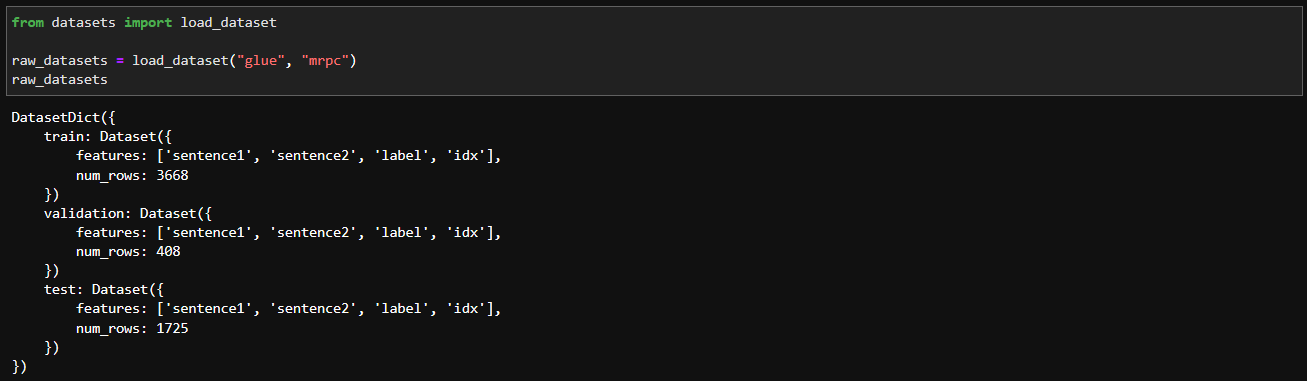 from datasets import load_dataset
raw_datasets = load_dataset("glue", "mrpc")
raw_datasets
DatasetDict({
    train: Dataset({
        features: ['sentence1', 'sentence2', 'label', 'idx'],
        num_rows: 3668
    })
    validation: Dataset({
        features: ['sentence1', 'sentence2', 'label', 'idx'],
        num_rows: 408
    })
    test: Dataset({
        features: ['sentence1', 'sentence2', 'label', 'idx'],
        num_rows: 1725
    })
})